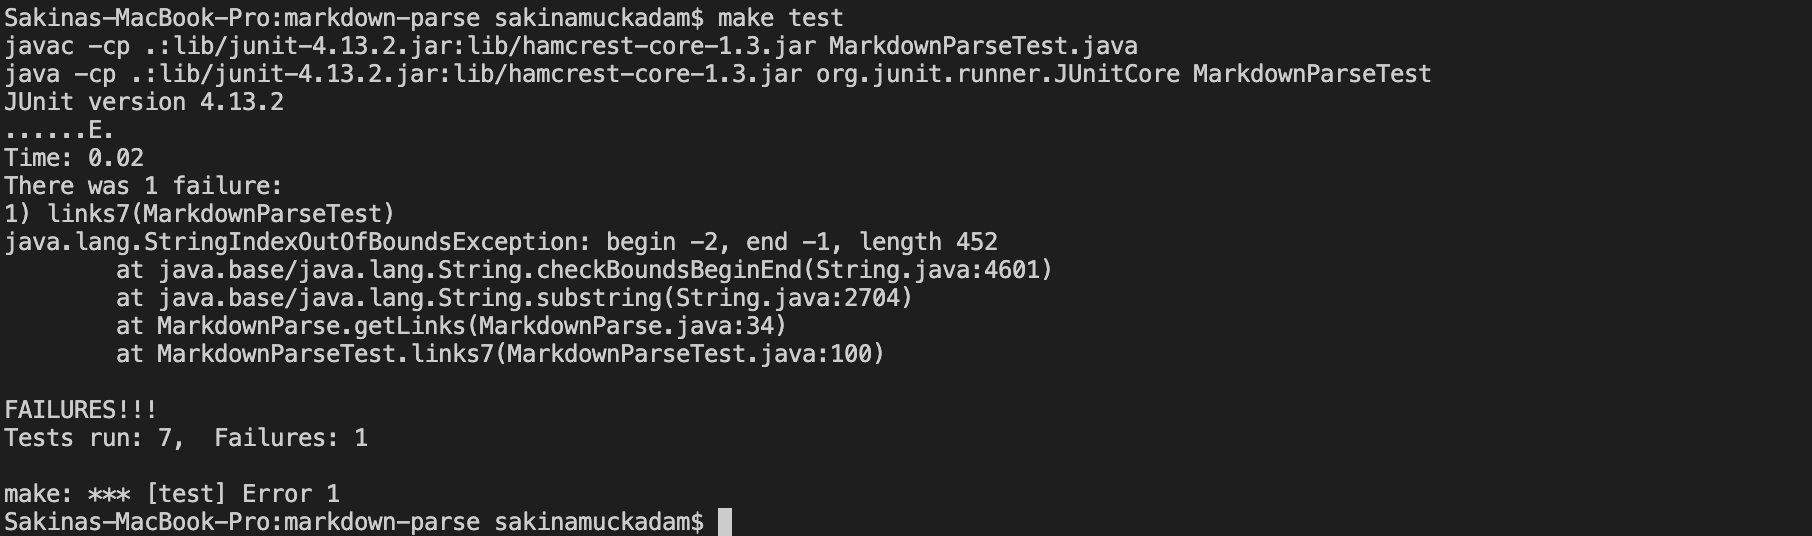 Sakinas-MacBook-Pro:markdown-parse sakinamuckadam$ make test
javac -cp .:lib/junit-4.13.2.jar:lib/hamcrest-core-1.3.jar MarkdownParseTest.java
java -cp .:lib/junit-4.13.2.jar:lib/hamcrest-core-1.3.jar org.junit.runner.JUnitCore MarkdownParseTest
JUnit version 4.13.2
......E.
Time: 0.02
There was 1 failure:
1) links7(MarkdownParseTest)
java.lang.StringIndexOutOfBoundsException: begin -2, end -1, length 452
        at java.base/java.lang.String.checkBoundsBeginEnd(String.java:4601)
        at java.base/java.lang.String.substring(String.java:2704)
        at MarkdownParse.getLinks(MarkdownParse.java:34)
        at MarkdownParseTest.links7(MarkdownParseTest.java:100)

FAILURES!!!
Tests run: 7,  Failures: 1

make: *** [test] Error 1
Sakinas-MacBook-Pro:markdown-parse sakinamuckadam$